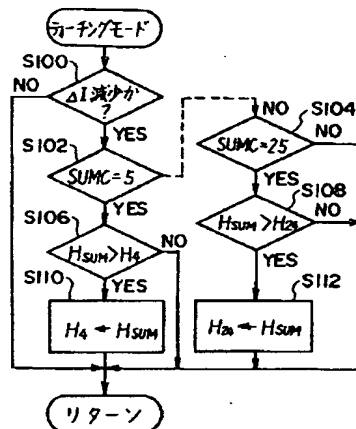 ティーチングモード
S100
NO
ΔI減少か
?
YES
S102
SUMC=5
YES
S106
HSUM>H4
NO
YES
S110
H4←HSUM
リターン
NO
S104
SUMC=25
NO
YES
S108
HSUM>H24
NO
YES
S112
H24←HSUM